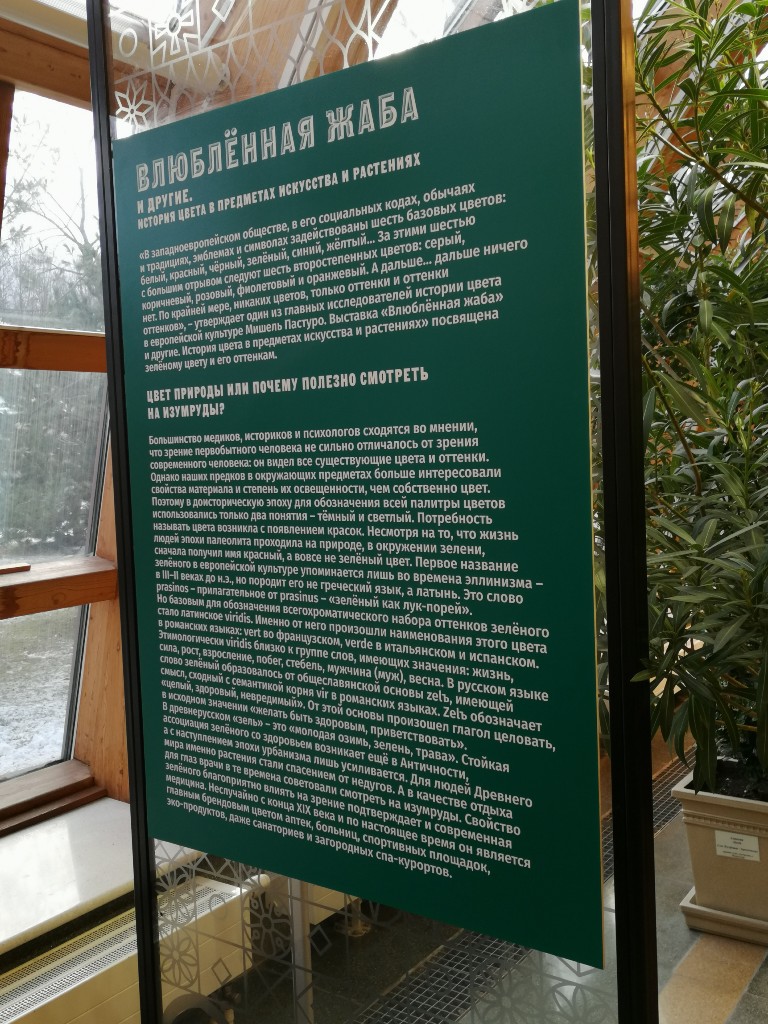 ВЛЮБЛЁННАЯ ЖАБА
И ДРУГИЕ.
ИСТОРИЯ ЦВЕТА В ПРЕДМЕТАХ ИСКУССТВА И РАСТЕНИЯХ
«В западноевропейском обществе, в его социальных кодах, обычаях
и традициях, эмблемах и символах задействованы шесть базовых цветов:
белый, красный, чёрный, зелёный, синий, жёлтый... За этими шестью
с большим отрывом следуют шесть второстепенных цветов: серый,
коричневый, розовый, фиолетовый и оранжевый. А дальше... дальше ничего
нет. По крайней мере, никаких цветов, только оттенки и оттенки
оттенков», – утверждает один из главных исследователей истории цвета
в европейской культуре Мишель Пастуро. Выставка «Влюблённая жаба»
и другие. История цвета в предметах искусства и растениях» посвящена
зелёному цвету и его оттенкам.
ЦВЕТ ПРИРОДЫ ИЛИ ПОЧЕМУ ПОЛЕЗНО СМОТРЕТЬ
НА ИЗУМРУДЫ?
Большинство медиков, историков и психологов сходятся во мнении,
что зрение первобытного человека не сильно отличалось от зрения
современного человека: он видел все существующие цвета и оттенки.
Однако наших предков в окружающих предметах больше интересовали
свойства материала и степень их освещенности, чем собственно цвет.
Поэтому в доисторическую эпоху для обозначения всей палитры цветов
использовались только два понятия – тёмный и светлый. Потребность
называть цвета возникла с появлением красок. Несмотря на то, что жизнь
людей эпохи палеолита проходила на природе, в окружении зелени,
сначала получил имя красный, а вовсе не зелёный цвет. Первое название
зелёного в европейской культуре упоминается лишь во времена эллинизма –
в III–II веках до н.э., но породит его не греческий язык, а латынь. Это слово
prasinos – прилагательное от prasinus – «зелёный как лук-порей».
Но базовым для обозначения всегохроматического набора оттенков зелёного
стало латинское viridis. Именно от него произошли наименования этого цвета
в романских языках: vert во французском, verde в итальянском и испанском.
Этимологически viridis близко к группе слов, имеющих значения: жизнь,
сила, рост, взросление, побег, стебель, мужчина (муж), весна. В русском языке
слово зелёный образовалось от общеславянской основы zelъ, имеющей
смысл, сходный с семантикой корня vir в романских языках. Zelъ обозначает
«целый, здоровый, невредимый». От этой основы произошел глагол целовать,
в исходном значении «желать быть здоровым, приветствовать».
В древнерусском «зель» – это «молодая озимь, зелень, трава». Стойкая
ассоциация зелёного со здоровьем возникает ещё в Античности,
а с наступлением эпохи урбанизма лишь усиливается. Для людей Древнего
мира именно растения стали спасением от недугов. А в качестве отдыха
для глаз врачи в те времена советовали смотреть на изумруды. Свойство
зелёного благоприятно влиять на зрение подтверждает и современная
медицина. Неслучайно с конца XIX века и по настоящее время он является
главным брендовым цветом аптек, больниц, спортивных площадок,
эко-продуктов, даже санаториев и загородных спа-курортов.